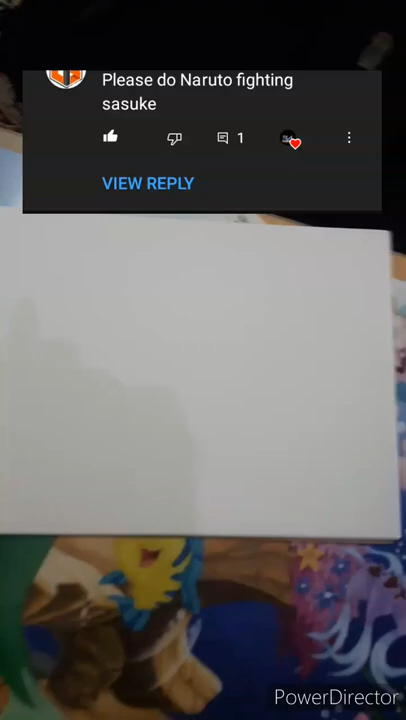 Please do Naruto fighting
sasuke
1
VIEW REPLY
PowerDirector